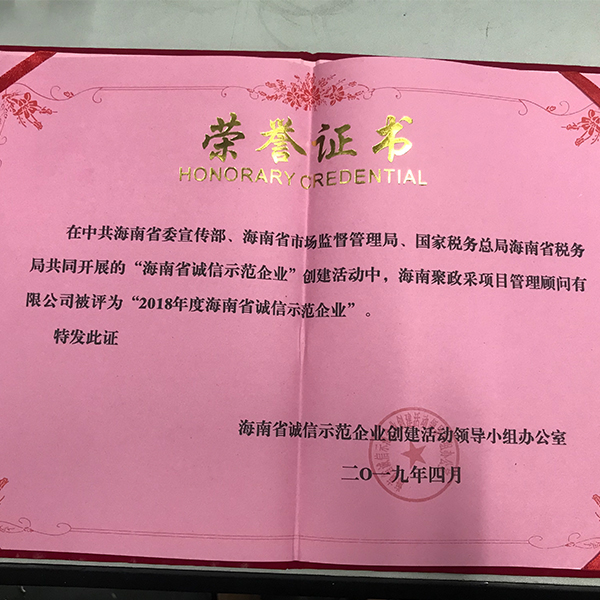 荣誉证书
HONORARY CREDENTIAL
在中共海南省委宣传部、海南省市场监督管理局、国家税务总局海南省税务
局共同开展的“海南省诚信示范企业”创建活动中，海南聚政采项目管理顾问有
限公司被评为“2018年度海南省诚信示范企业”。
特发此证
海南省诚信示范企业创建活动领导小组办公室
二O一九年四月